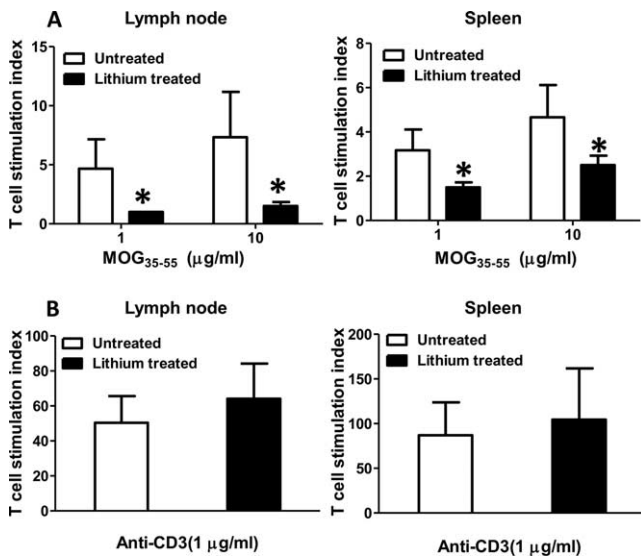 A
Lymph node
T cell stimulation index
15
10
5
0
Untreated
Lithium treated
*
*
1
10
MOG35-55 (μg/ml)
Spleen
T cell stimulation index
8
6
4
2
0
Untreated
Lithium treated
*
*
1
10
MOG35-55 (μg/ml)
B
Lymph node
T cell stimulation index
100
80
60
40
20
0
Untreated
Lithium treated
Anti-CD3(1 μg/ml)
Spleen
T cell stimulation index
200
150
100
50
0
Untreated
Lithium treated
Anti-CD3(1 μg/ml)